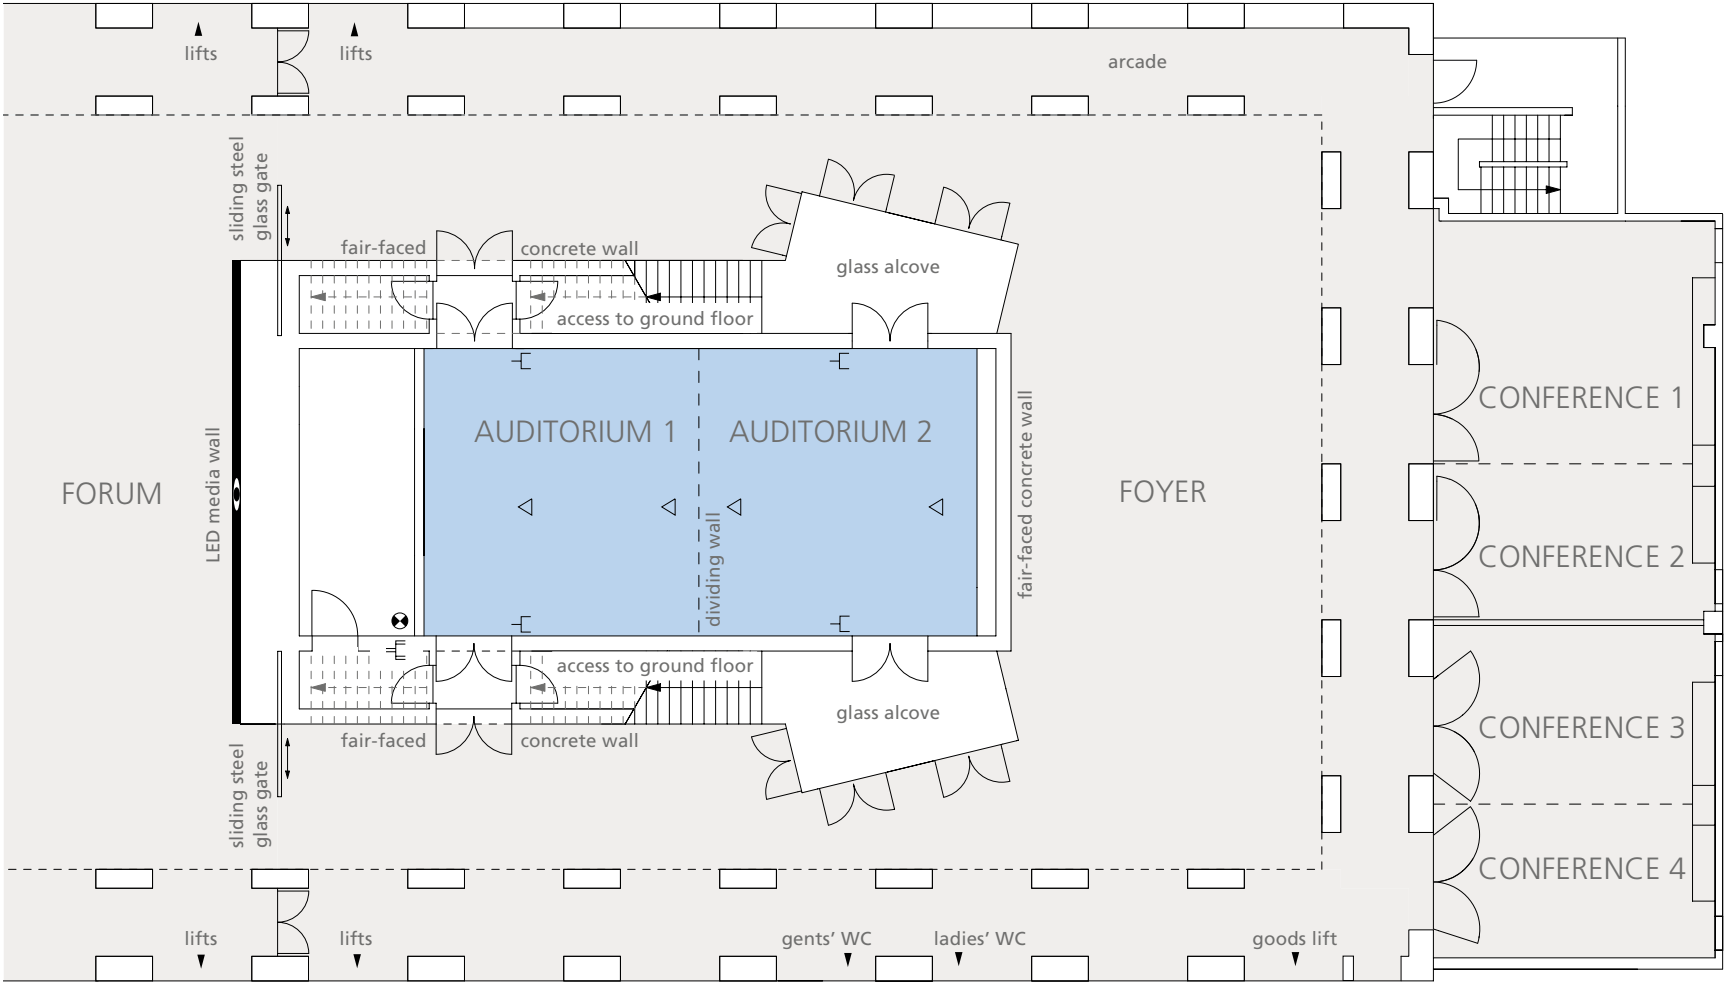 lifts
lifts
arcade
sliding steel
glass gate
fair-faced
concrete wall
glass alcove
access to ground floor
AUDITORIUM 1
AUDITORIUM 2
CONFERENCE 1
FORUM
LED media wall
FOYER
dividing wall
fair-faced concrete wall
CONFERENCE 2
access to ground floor
glass alcove
fair-faced
concrete wall
CONFERENCE 3
sliding steel
glass gate
CONFERENCE 4
lifts
lifts
gents’ WC
ladies’ WC
goods lift